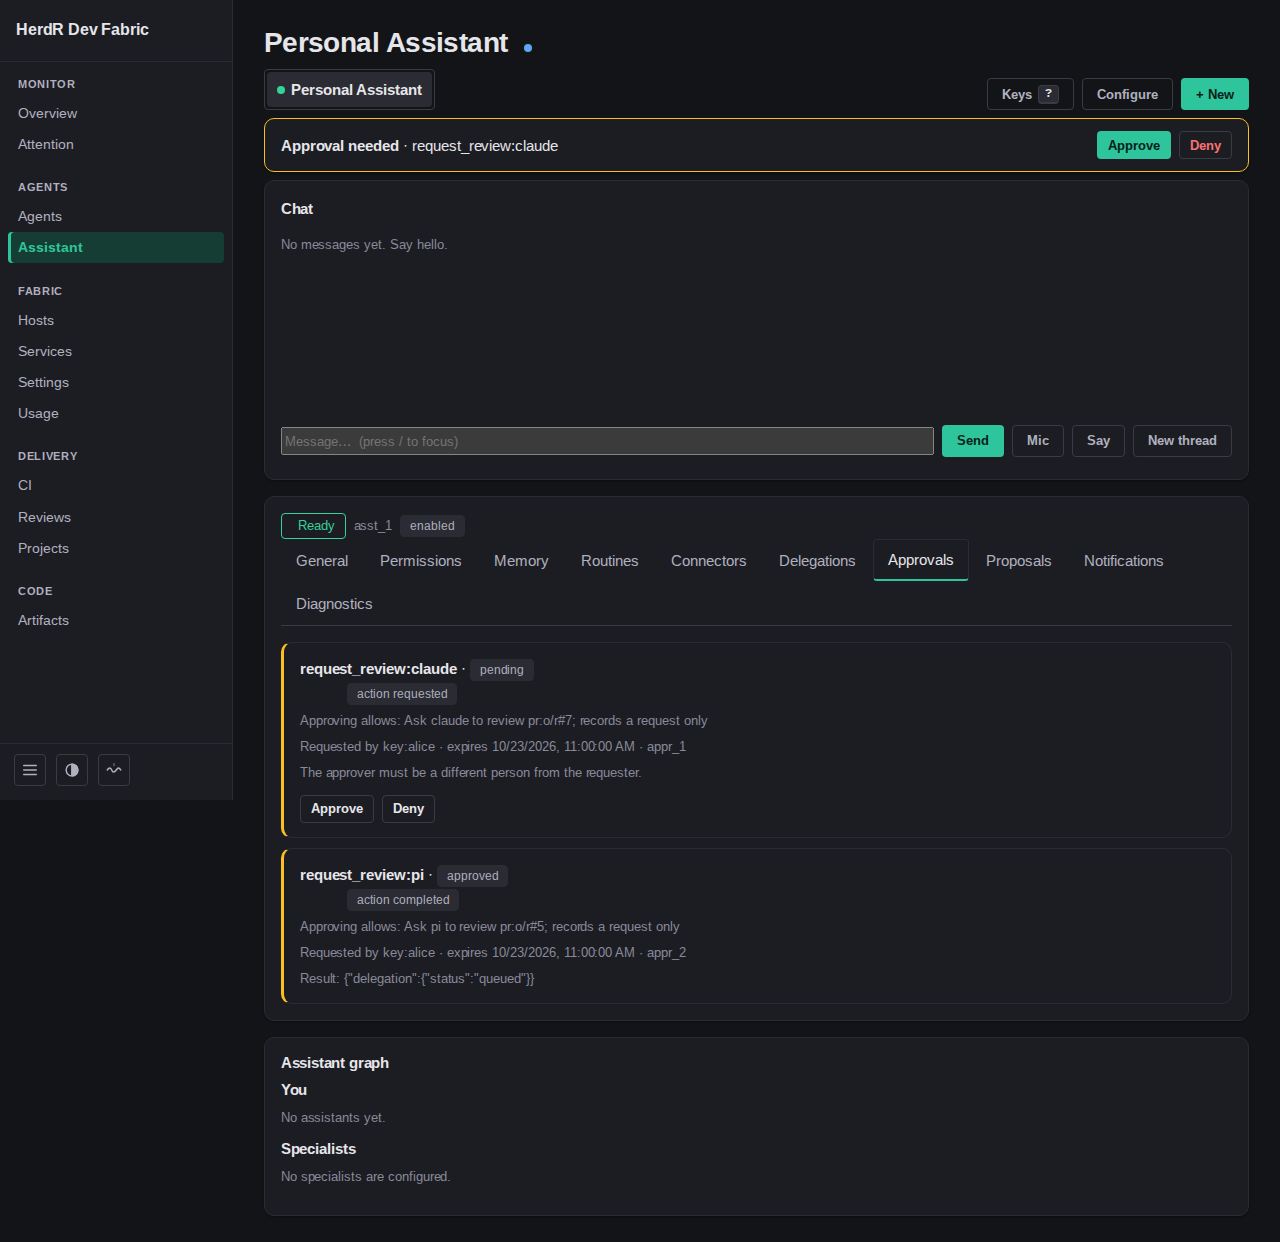 HerdR Dev Fabric
MONITOR
Overview
Attention
AGENTS
Agents
Assistant
FABRIC
Hosts
Services
Settings
Usage
DELIVERY
CI
Reviews
Projects
CODE
Artifacts
Personal Assistant
Personal Assistant
Keys ?
Configure
+ New
Approval needed · request_review:claude
Approve
Deny
Chat
No messages yet. Say hello.
Message… (press / to focus)
Send
Mic
Say
New thread
Ready asst_1 enabled
General Permissions Memory Routines Connectors Delegations Approvals Proposals Notifications
Diagnostics
request_review:claude · pending
action requested
Approving allows: Ask claude to review pr:o/r#7; records a request only
Requested by key:alice · expires 10/23/2026, 11:00:00 AM · appr_1
The approver must be a different person from the requester.
Approve Deny
request_review:pi · approved
action completed
Approving allows: Ask pi to review pr:o/r#5; records a request only
Requested by key:alice · expires 10/23/2026, 11:00:00 AM · appr_2
Result: {"delegation":{"status":"queued"}}
Assistant graph
You
No assistants yet.
Specialists
No specialists are configured.